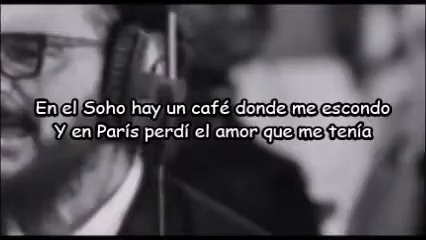 En el Soho hay un café donde me escondo
Y en París perdí el amor que me tenía